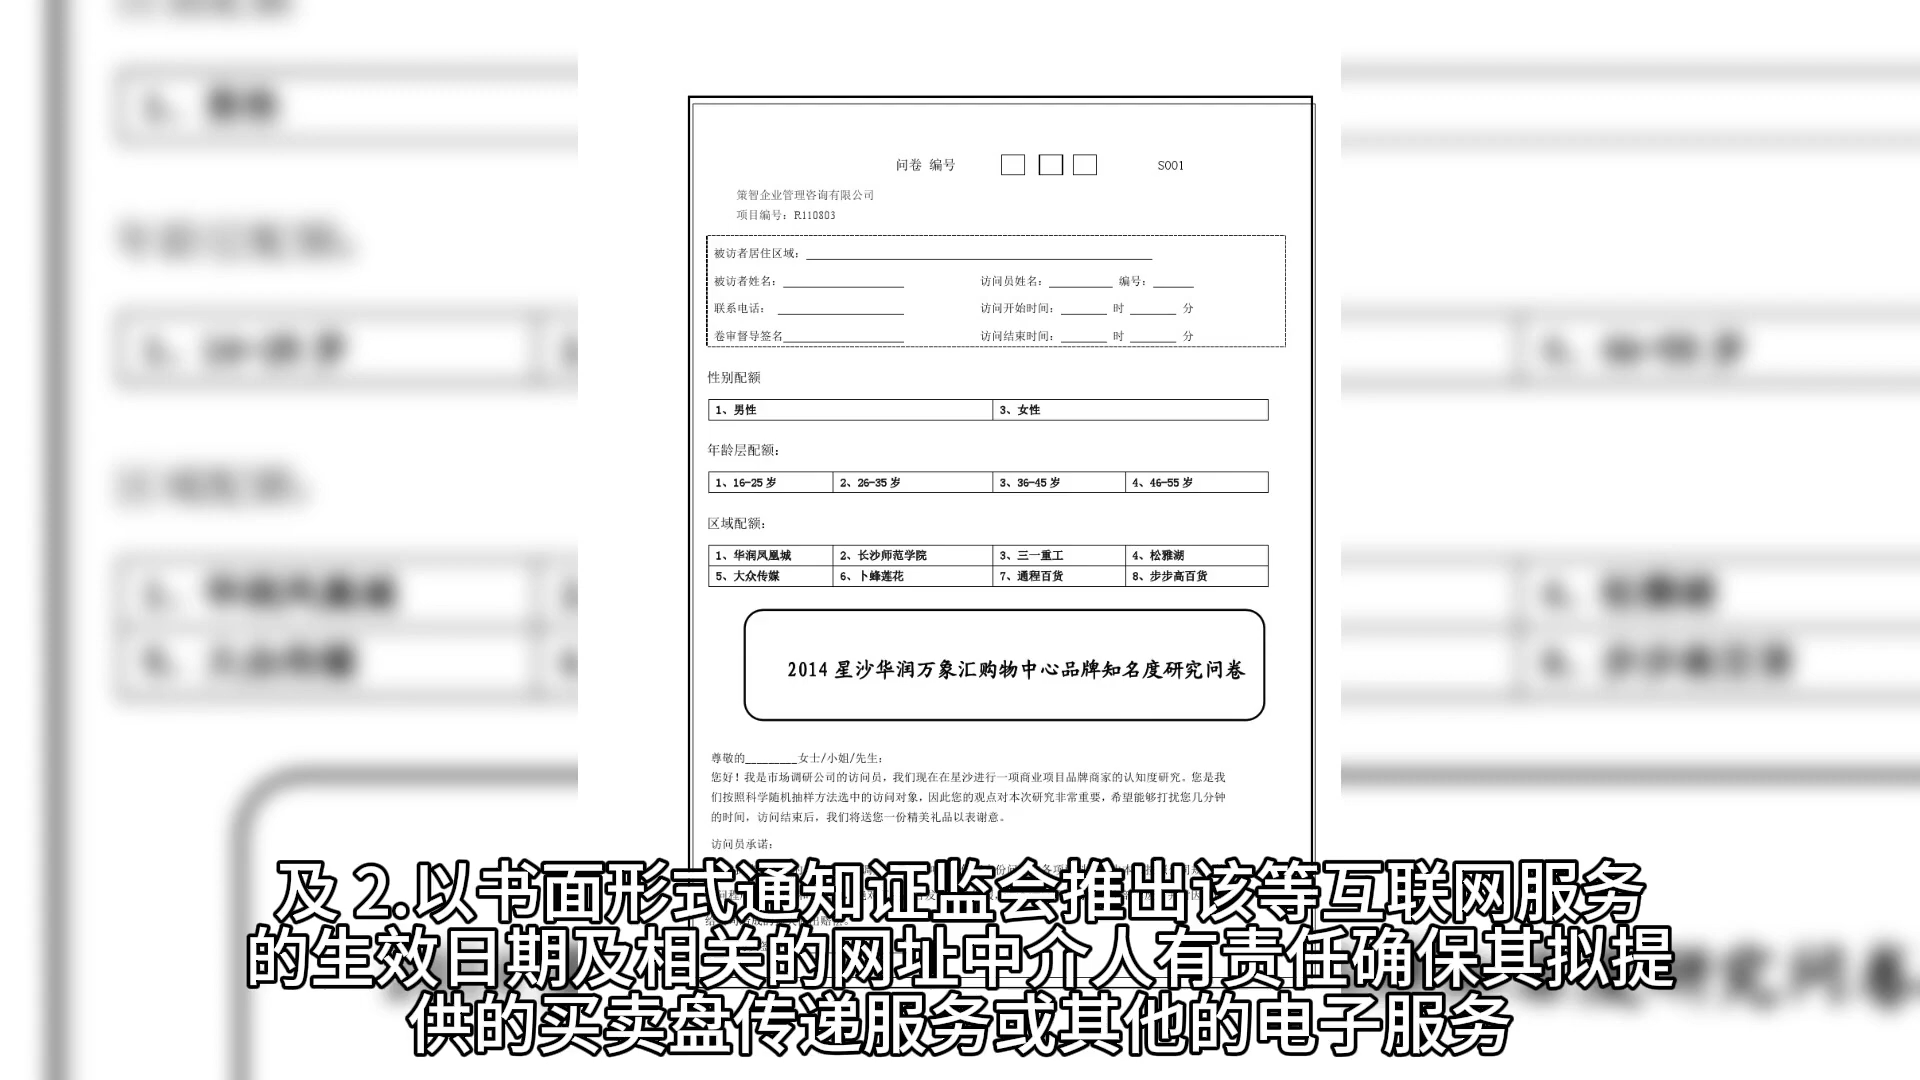 问卷 编号 S001
策智企业管理咨询有限公司
项目编号：R110803
被访者居住区域：
被访者姓名： 访问员姓名： 编号：
联系电话： 访问开始时间： 时 分
卷审督导签名 访问结束时间： 时 分
性别配额
1、男性 3、女性
年龄层配额：
1、16-25 岁 2、26-35 岁 3、36-45 岁 4、46-55 岁
区域配额：
1、华润凤凰城 2、长沙师范学院 3、三一重工 4、松雅湖
5、大众传媒 6、卜蜂莲花 7、通程百货 8、步步高百货
2014 星沙华润万象汇购物中心品牌知名度研究问卷
尊敬的________女士/小姐/先生：
您好！我是市场调研公司的访问员，我们现在在星沙进行一项商业项目品牌商家的认知度研究。您是我
们按照科学随机抽样方法选中的访问对象，因此您的观点对本次研究非常重要，希望能够打扰您几分钟
的时间，访问结束后，我们将送您一份精美礼品以表谢意。
访问员承诺：
及 2.以书面形式通知证监会推出该等互联网服务
的生效日期及相关的网址中介人有责任确保其拟提
供的买卖盘传递服务或其他的电子服务